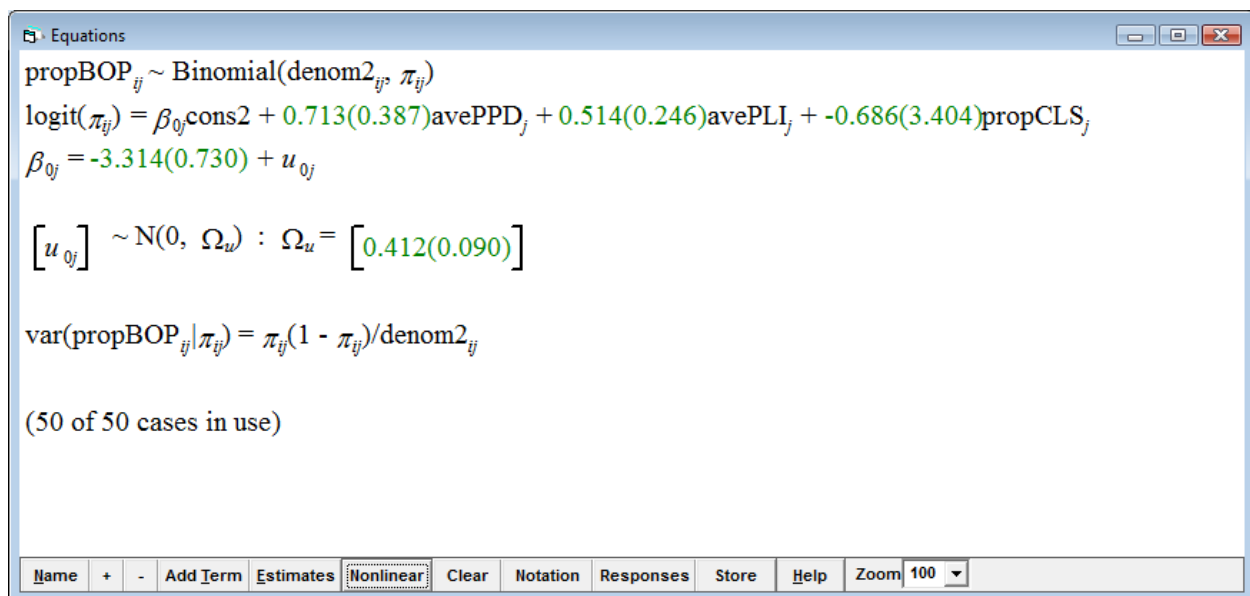 Equations
propBOP_ij ~ Binomial(denom2_ij, π_ij)
logit(π_ij) = β_0j cons2 + 0.713(0.387)avePPD_j + 0.514(0.246)avePLI_j + -0.686(3.404)propCLS_j
β_0j = -3.314(0.730) + u_0j
[u_0j] ~ N(0, Ω_u) : Ω_u = [0.412(0.090)]
var(propBOP_ij|π_ij) = π_ij(1 - π_ij)/denom2_ij
(50 of 50 cases in use)
Name + - Add Term Estimates Nonlinear Clear Notation Responses Store Help Zoom 100